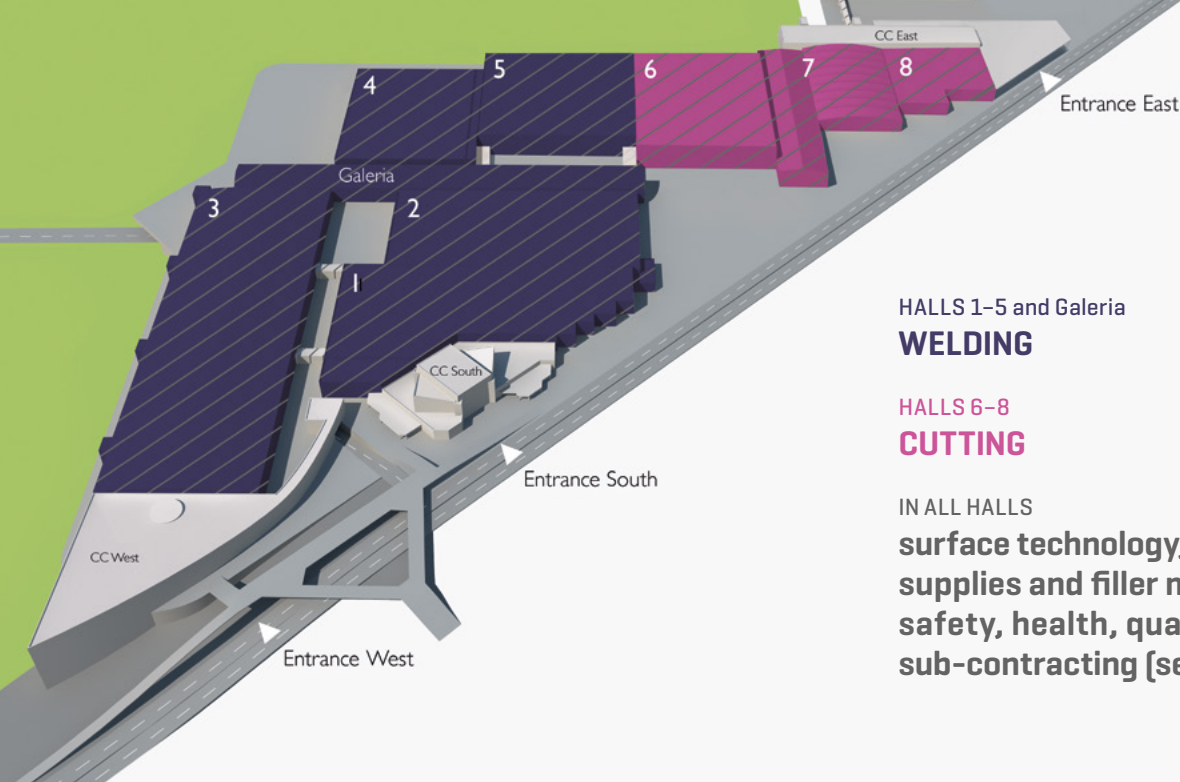 CC East
4
5
6
7
8
Entrance East
Galeria
3
2
1
HALLS 1–5 and Galeria
WELDING
CC South
HALLS 6–8
CUTTING
Entrance South
IN ALL HALLS
surface technology,
supplies and filler
safety, health,
sub-contracting
CC West
Entrance West